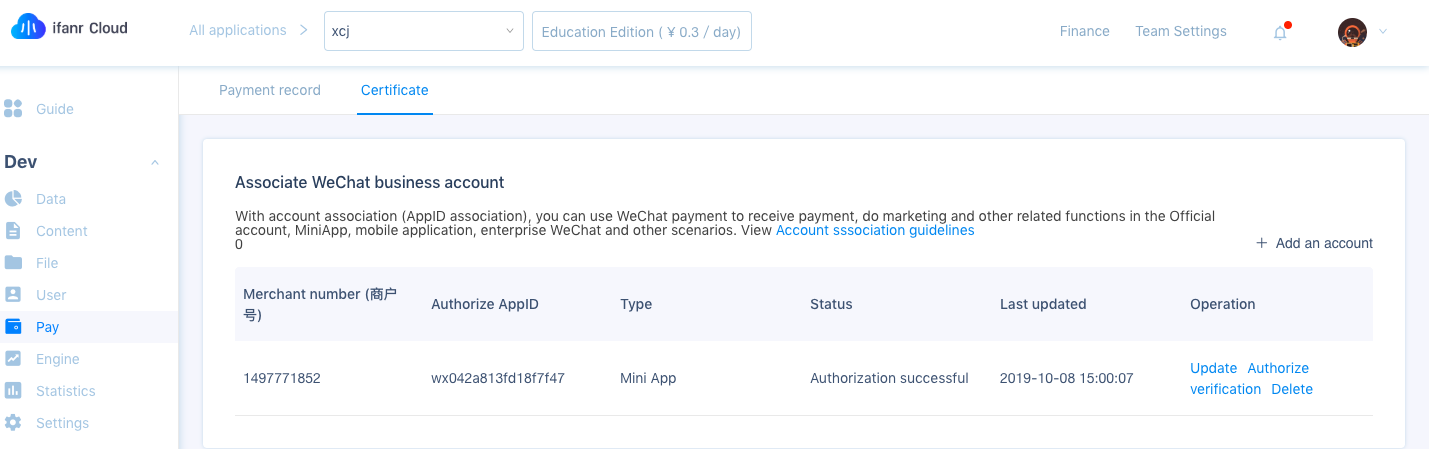 ifanr Cloud
All applications
xcj
Education Edition ( ¥ 0.3 / day)
Finance
Team Settings
Guide
Dev
Data
Content
File
User
Pay
Engine
Statistics
Settings
Payment record
Certificate
Associate WeChat business account
With account association (AppID association), you can use WeChat payment to receive payment, do marketing and other related functions in the Official
account, MiniApp, mobile application, enterprise WeChat and other scenarios. View Account sssociation guidelines
0
Add an account
Merchant number (商户
号)
Authorize AppID
Type
Status
Last updated
Operation
1497771852
wx042a813fd18f7f47
Mini App
Authorization successful
2019-10-08 15:00:07
Update Authorize
verification Delete